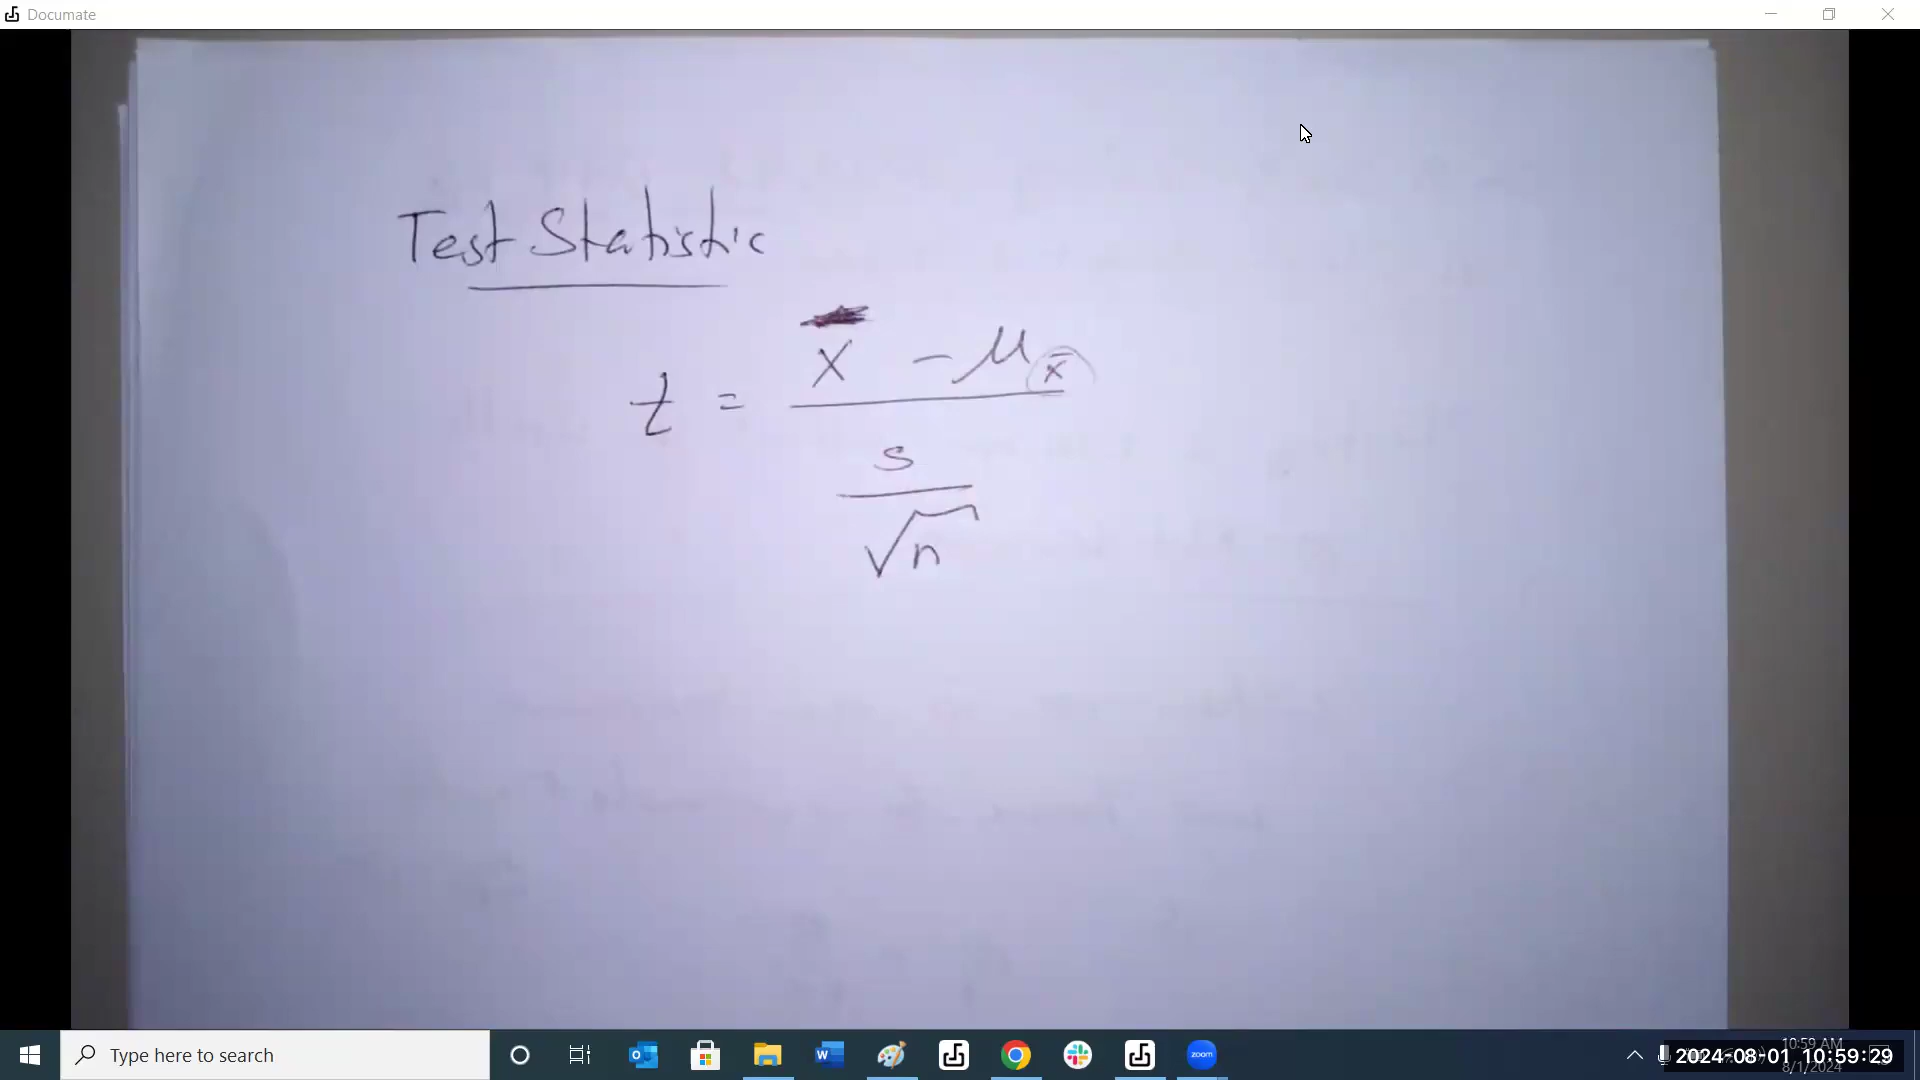 Documate
Test Statistic
t = x̄ - μx̄
s
√n
Type here to search
zoom
10:59 AM
2024-08-01 10:59:29
8/1/2024